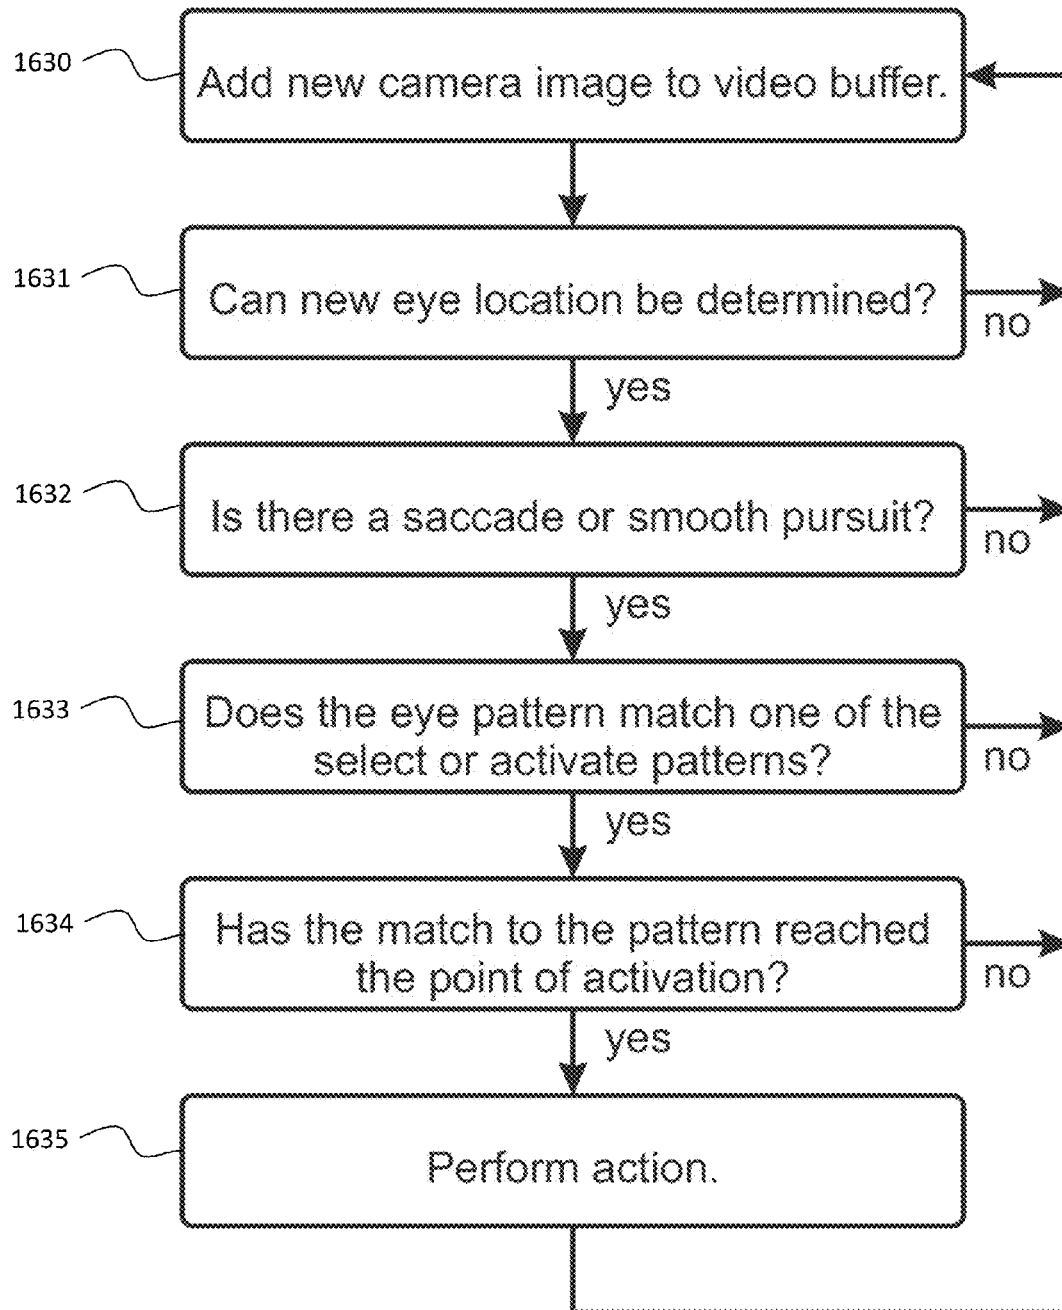 1630
Add new camera image to video buffer.
1631
Can new eye location be determined?
no
yes
1632
Is there a saccade or smooth pursuit?
no
yes
1633
Does the eye pattern match one of the
select or activate patterns?
no
yes
1634
Has the match to the pattern reached
the point of activation?
no
yes
1635
Perform action.